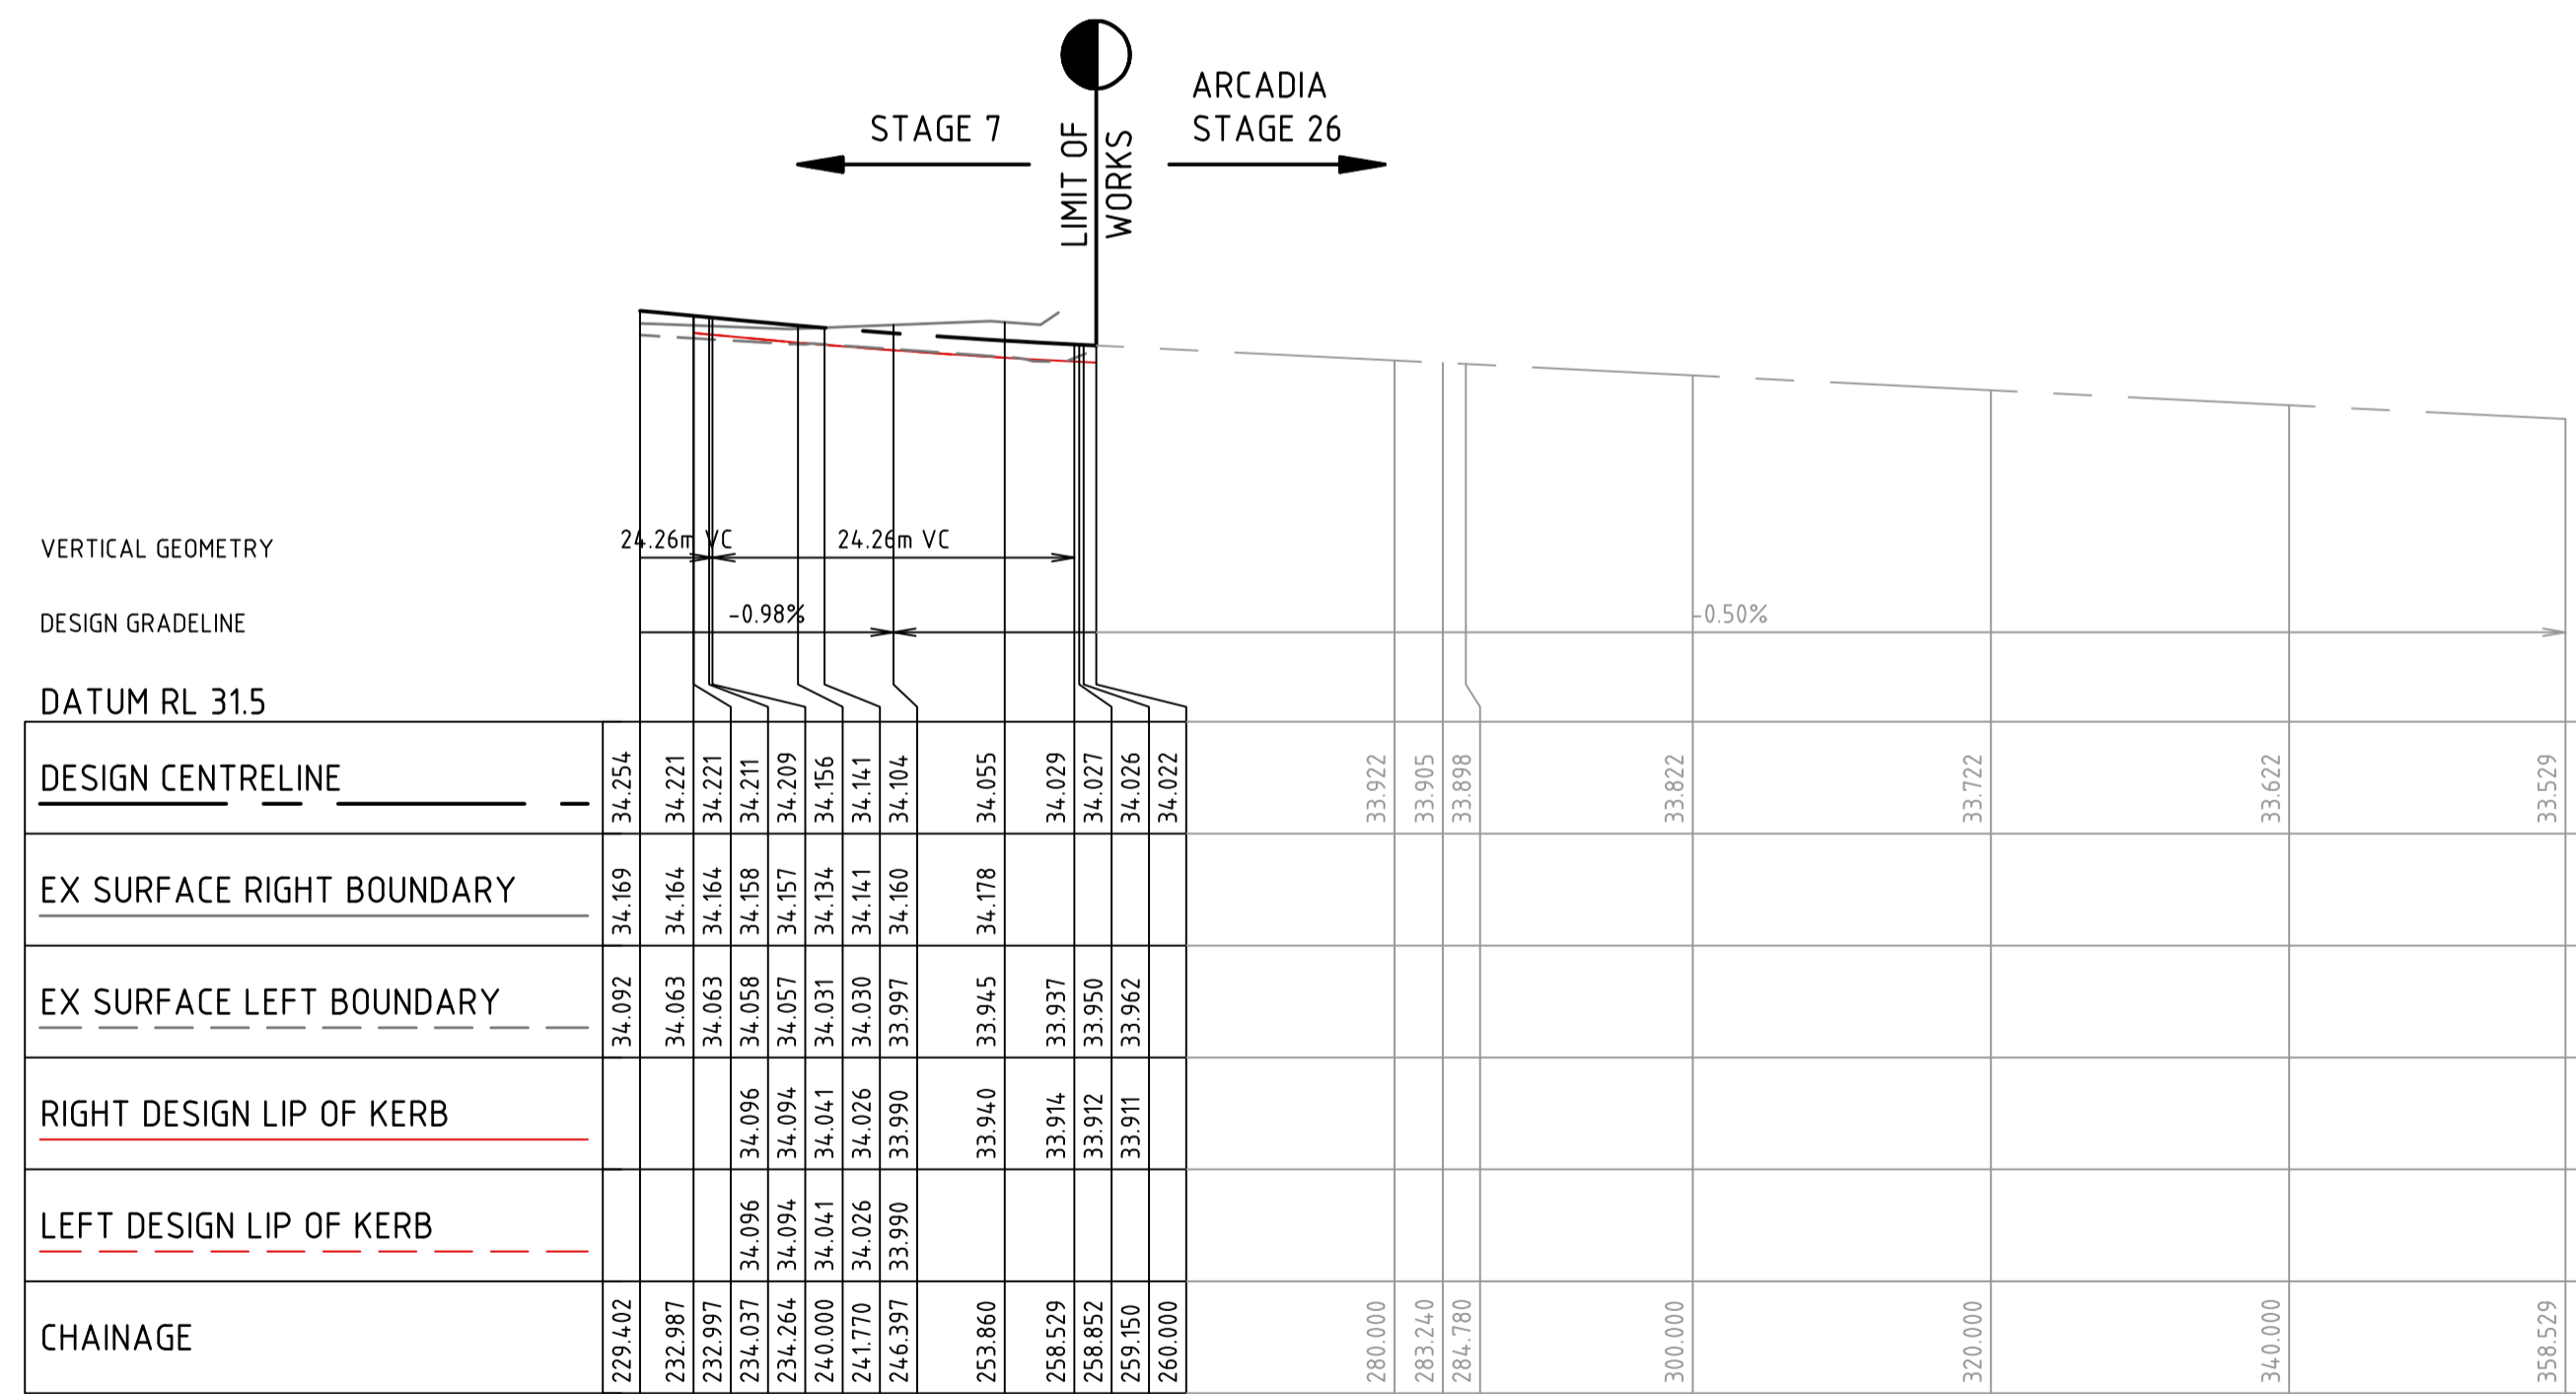 ARCADIA
STAGE 7
STAGE 26
LIMIT OF
WORKS
VERTICAL GEOMETRY
24.26m VC
24.26m VC
DESIGN GRADELINE
-0.98%
-0.50%
DATUM RL 31.5
DESIGN CENTRELINE
34.254 34.221 34.221 34.211 34.209 34.156 34.141 34.104 34.055 34.029 34.027 34.026 34.022 33.922 33.905 33.898 33.822 33.722 33.622 33.529
EX SURFACE RIGHT BOUNDARY
34.169 34.164 34.164 34.158 34.157 34.134 34.141 34.160 34.178
EX SURFACE LEFT BOUNDARY
34.092 34.063 34.063 34.058 34.057 34.031 34.030 33.997 33.945 33.937 33.950 33.962
RIGHT DESIGN LIP OF KERB
34.096 34.094 34.041 34.026 33.990 33.940 33.914 33.912 33.911
LEFT DESIGN LIP OF KERB
34.096 34.094 34.041 34.026 33.990
CHAINAGE
229.402 232.987 232.997 234.037 234.264 240.000 241.770 246.397 253.860 258.529 258.852 259.150 260.000 280.000 283.240 284.780 300.000 320.000 340.000 358.529